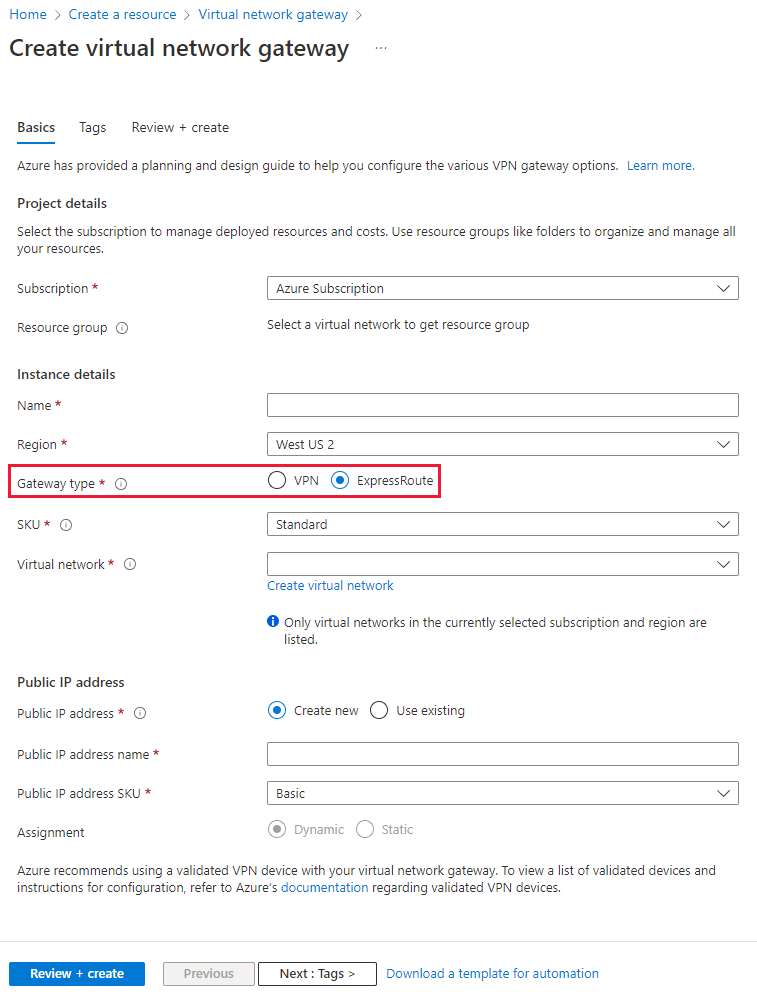 Home > Create a resource > Virtual network gateway >
Create virtual network gateway ...
Basics Tags Review + create
Azure has provided a planning and design guide to help you configure the various VPN gateway options. Learn more.
Project details
Select the subscription to manage deployed resources and costs. Use resource groups like folders to organize and manage all
your resources.
Subscription * Azure Subscription
Resource group Select a virtual network to get resource group
Instance details
Name *
Region * West US 2
Gateway type * VPN ExpressRoute
SKU * Standard
Virtual network *
Create virtual network
Only virtual networks in the currently selected subscription and region are
listed.
Public IP address
Public IP address * Create new Use existing
Public IP address name *
Public IP address SKU * Basic
Assignment Dynamic Static
Azure recommends using a validated VPN device with your virtual network gateway. To view a list of validated devices and
instructions for configuration, refer to Azure's documentation regarding validated VPN devices.
Review + create Previous Next : Tags > Download a template for automation